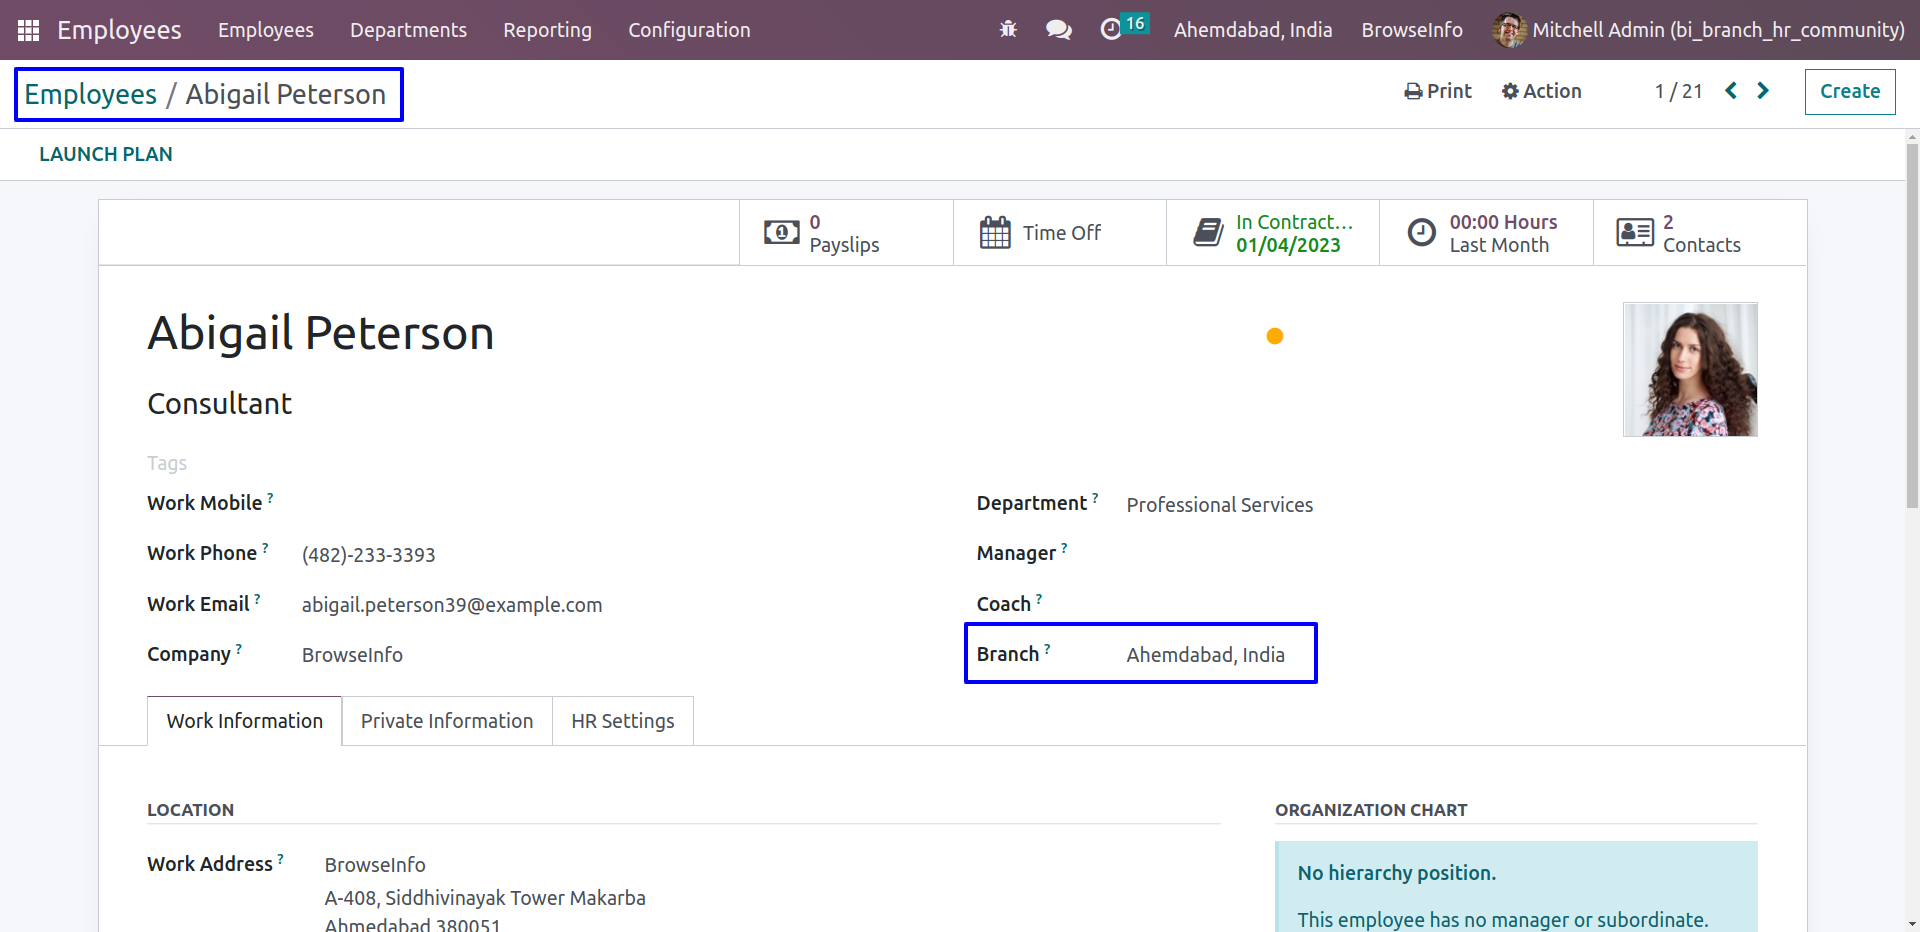 Employees Employees Departments Reporting Configuration 16 Ahemdabad, India BrowseInfo Mitchell Admin (bi_branch_hr_community)
Employees / Abigail Peterson Print Action 1 / 21 Create
LAUNCH PLAN
0
Payslips
Time Off
In Contract...
01/04/2023
00:00 Hours
Last Month
2
Contacts
Abigail Peterson
Consultant
Tags
Work Mobile ?
Work Phone ? (482)-233-3393
Work Email ? abigail.peterson39@example.com
Company ? BrowseInfo
Department ? Professional Services
Manager ?
Coach ?
Branch ? Ahemdabad, India
Work Information Private Information HR Settings
LOCATION
Work Address ? BrowseInfo
A-408, Siddhivinayak Tower Makarba
Ahmedabad 380051
ORGANIZATION CHART
No hierarchy position.
This employee has no manager or subordinate.